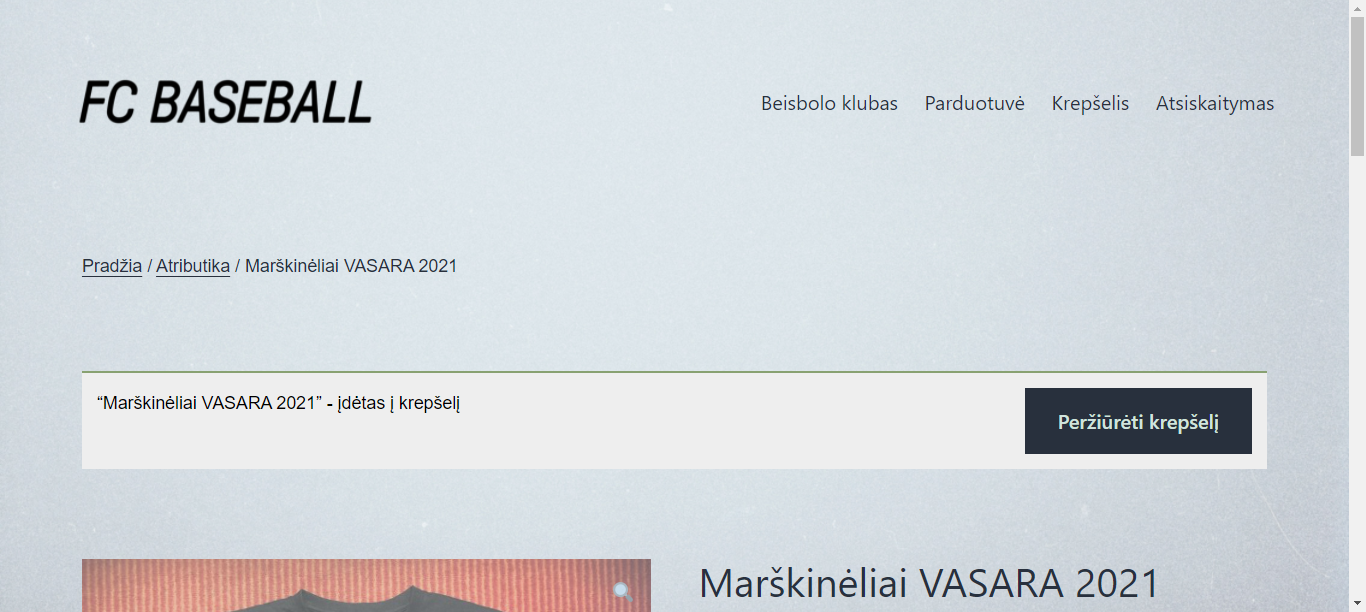 FC BASEBALL
Beisbolo klubas Parduotuvė Krepšelis Atsiskaitymas
Pradžia / Atributika / Marškinėliai VASARA 2021
“Marškinėliai VASARA 2021” - įdėtas į krepšelį
Peržiūrėti krepšelį
Marškinėliai VASARA 2021